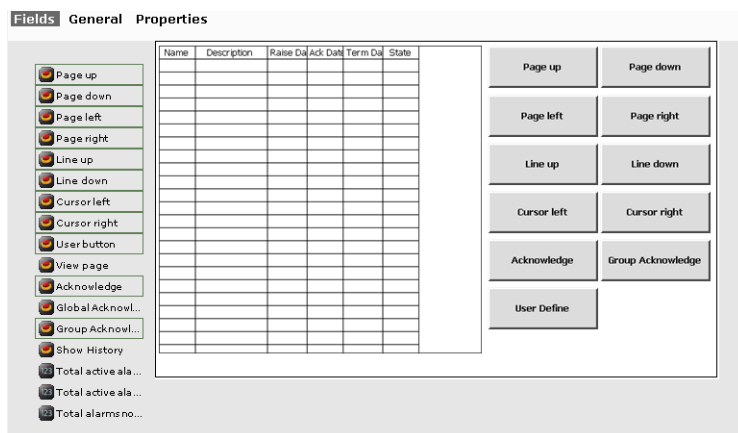 Fields General Properties
Name Description Raise Da Ack Date Term Da State
Page up
Page down
Page left
Page right
Line up
Line down
Cursor left
Cursor right
User button
View page
Acknowledge
Global Acknowl...
Group Acknowl...
Show History
Total active ala...
Total active ala...
Total alarms no...
Page up Page down
Page left Page right
Line up Line down
Cursor left Cursor right
Acknowledge Group Acknowledge
User Define